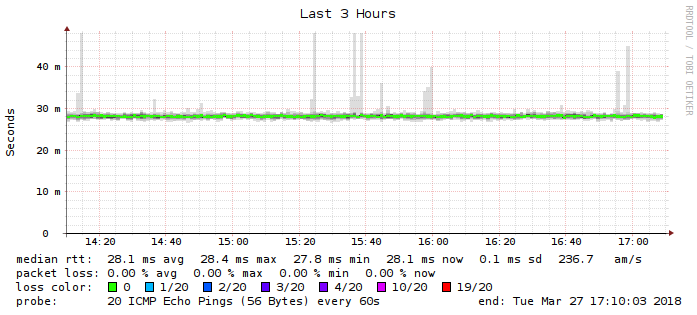 Last 3 Hours
RRDTOOL / TOBI OETIKER
Seconds
40 m
30 m
20 m
10 m
0
14:20 14:40 15:00 15:20 15:40 16:00 16:20 16:40 17:00
median rtt: 28.1 ms avg 28.4 ms max 27.8 ms min 28.1 ms now 0.1 ms sd 236.7 am/s
packet loss: 0.00 % avg 0.00 % max 0.00 % min 0.00 % now
loss color: 0 1/20 2/20 3/20 4/20 10/20 19/20
probe: 20 ICMP Echo Pings (56 Bytes) every 60s end: Tue Mar 27 17:10:03 2018